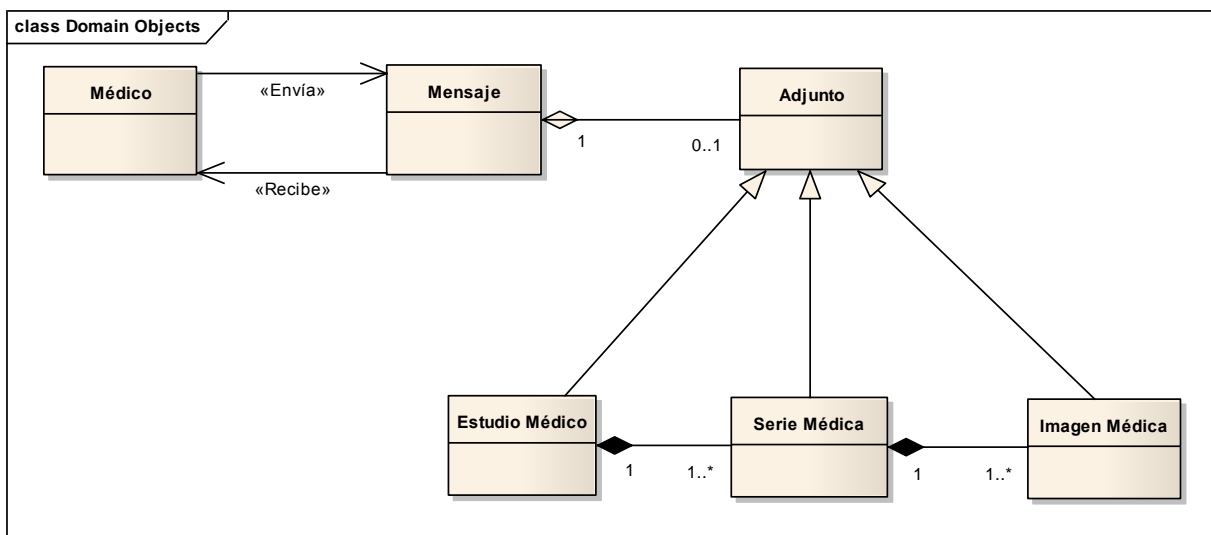 class Domain Objects
Médico
«Envía»
«Recibe»
Mensaje
1
0..1
Adjunto
Estudio Médico
1
1..*
Serie Médica
1
1..*
Imagen Médica